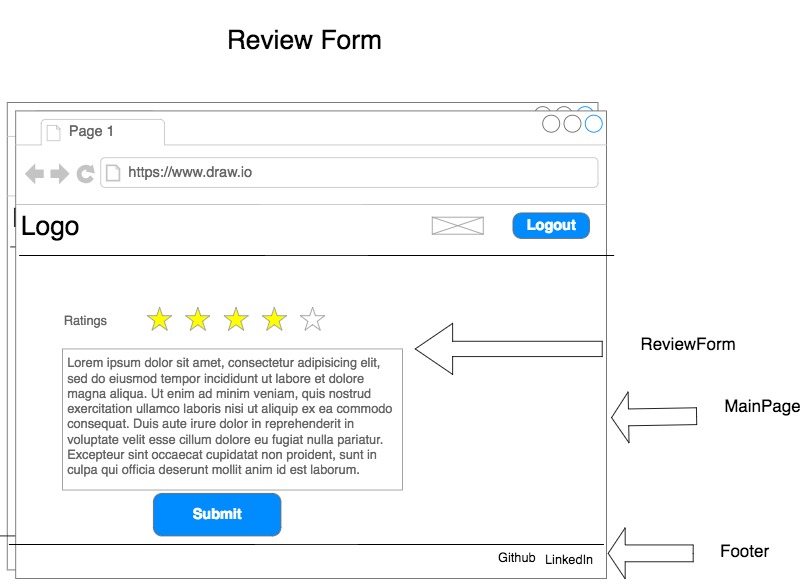 Review Form
Page 1
https://www.draw.io
Logo
Logout
Ratings
ReviewForm
Lorem ipsum dolor sit amet, consectetur adipisicing elit,
sed do eiusmod tempor incididunt ut labore et dolore
magna aliqua. Ut enim ad minim veniam, quis nostrud
exercitation ullamco laboris nisi ut aliquip ex ea commodo
consequat. Duis aute irure dolor in reprehenderit in
voluptate velit esse cillum dolore eu fugiat nulla pariatur.
Excepteur sint occaecat cupidatat non proident, sunt in
culpa qui officia deserunt mollit anim id est laborum.
MainPage
Submit
Github
LinkedIn
Footer